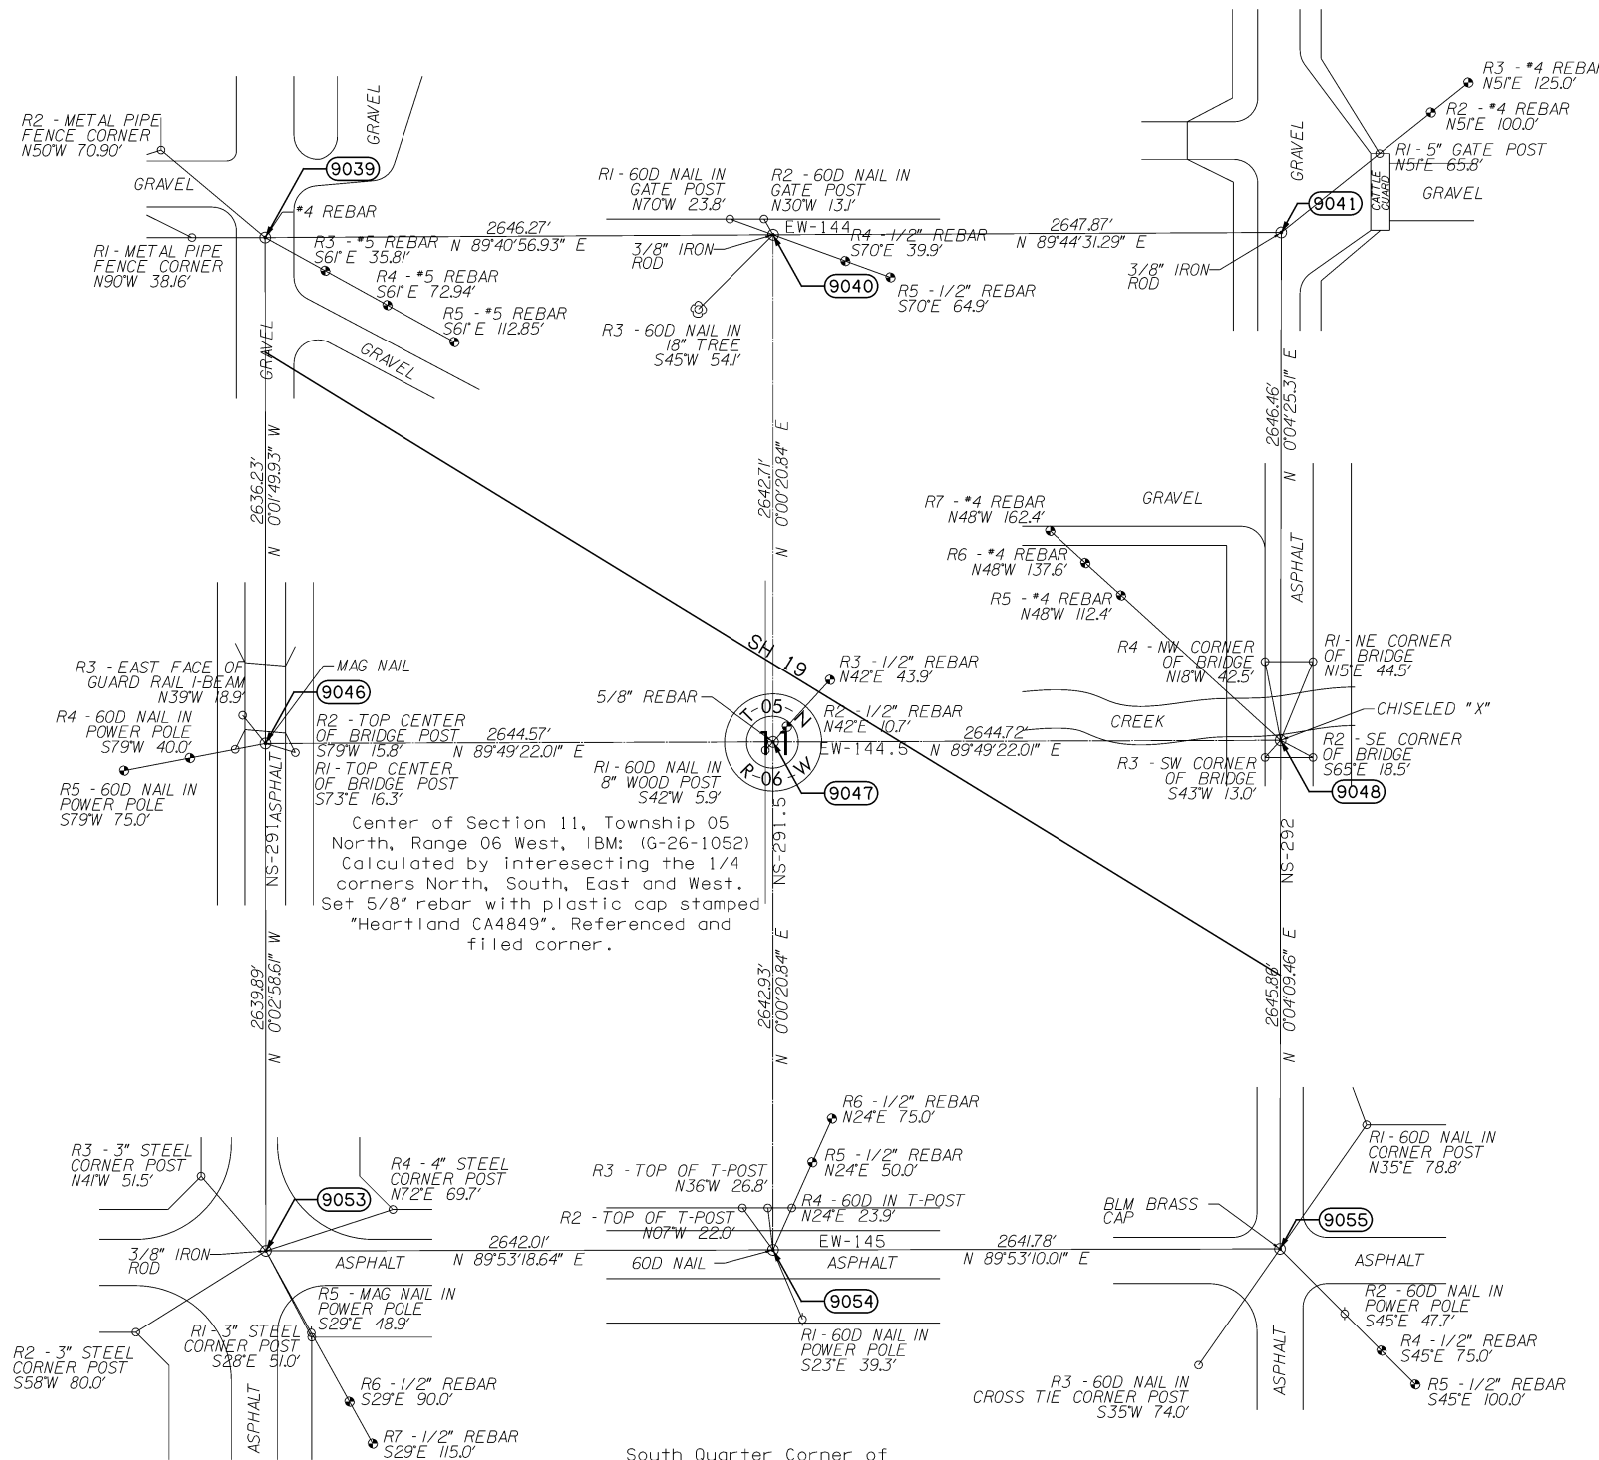 R2 - METAL PIPE
FENCE CORNER
N50°W 70.90'
GRAVEL
GRAVEL
9039
#4 REBAR
R1 - METAL PIPE
FENCE CORNER
N90°W 38.16'
R3 - #5 REBAR
S61°E 35.81'
R4 - #5 REBAR
S61°E 72.94'
R5 - #5 REBAR
S61°E 112.85'
GRAVEL
GRAVEL
2646.27'
N 89°40'56.93" E
R1 - 60D NAIL IN
GATE POST
N70°W 23.8'
R2 - 60D NAIL IN
GATE POST
N30°W 13.1'
EW-144
3/8" IRON
ROD
R4 - 1/2" REBAR
S70°E 39.9'
9040
R5 - 1/2" REBAR
S70°E 64.9'
R3 - 60D NAIL IN
18" TREE
S45°W 54.1'
2647.87'
N 89°44'31.29" E
3/8" IRON
ROD
GRAVEL
9041
R3 - #4 REBA
N51°E 125.0'
R2 - #4 REBAR
N51°E 100.0'
R1 - 5" GATE POST
N51°E 65.8'
CATTLE
GUARD
GRAVEL
2636.23'
N 0°01'49.93" W
2642.71'
N 0°00'20.84" E
2646.46'
N 0°04'25.31" E
R7 - #4 REBAR
N48°W 162.4'
GRAVEL
R6 - #4 REBAR
N48°W 137.6'
R5 - #4 REBAR
N48°W 112.4'
ASPHALT
R4 - NW CORNER
OF BRIDGE
N18°W 42.5'
R1 - NE CORNER
OF BRIDGE
N15°E 44.5'
SH 19
R3 - EAST FACE OF
GUARD RAIL I-BEAM
N39°W 18.9'
MAG NAIL
9046
R4 - 60D NAIL IN
POWER POLE
S79°W 40.0'
R2 - TOP CENTER
OF BRIDGE POST
S79°W 15.8'
R1 - TOP CENTER
OF BRIDGE POST
S73°E 16.3'
R5 - 60D NAIL IN
POWER POLE
S79°W 75.0'
2644.57'
N 89°49'22.01" E
5/8" REBAR
R3 - 1/2" REBAR
N42°E 43.9'
R2 - 1/2" REBAR
N42°E 10.7'
T-05-N
11
R-06-W
EW-144.5
R1 - 60D NAIL IN
8" WOOD POST
S42°W 5.9'
9047
2644.72'
N 89°49'22.01" E
CREEK
CHISELED "X"
R2 - SE CORNER
OF BRIDGE
S65°E 18.5'
R3 - SW CORNER
OF BRIDGE
S43°W 13.0'
9048
NS-291
ASPHALT
NS-291.5
NS-292
Center of Section 11, Township 05
North, Range 06 West, IBM: (G-26-1052)
Calculated by interesecting the 1/4
corners North, South, East and West.
Set 5/8' rebar with plastic cap stamped
"Heartland CA4849". Referenced and
filed corner.
2639.89'
N 0°02'58.61" W
2642.93'
N 0°00'20.84" E
2645.86'
N 0°04'09.46" E
R3 - 3" STEEL
CORNER POST
N41°W 51.5'
R4 - 4" STEEL
CORNER POST
N72°E 69.7'
9053
3/8" IRON
ROD
ASPHALT
2642.01'
N 89°53'18.64" E
R5 - MAG NAIL IN
POWER POLE
S29°E 48.9'
R1 - 3" STEEL
CORNER POST
S28°E 51.0'
R2 - 3" STEEL
CORNER POST
S58°W 80.0'
R6 - 1/2" REBAR
S29°E 90.0'
R7 - 1/2" REBAR
S29°E 115.0'
ASPHALT
R6 - 1/2" REBAR
N24°E 75.0'
R5 - 1/2" REBAR
N24°E 50.0'
R3 - TOP OF T-POST
N36°W 26.8'
R4 - 60D IN T-POST
N24°E 23.9'
R2 - TOP OF T-POST
N07°W 22.0'
EW-145
60D NAIL
ASPHALT
9054
R1 - 60D NAIL IN
POWER POLE
S23°E 39.3'
2641.78'
N 89°53'10.01" E
BLM BRASS
CAP
R1 - 60D NAIL IN
CORNER POST
N35°E 78.8'
9055
ASPHALT
R2 - 60D NAIL IN
POWER POLE
S45°E 47.7'
R4 - 1/2" REBAR
S45°E 75.0'
R5 - 1/2" REBAR
S45°E 100.0'
R3 - 60D NAIL IN
CROSS TIE CORNER POST
S35°W 74.0'
ASPHALT
South Quarter Corner of